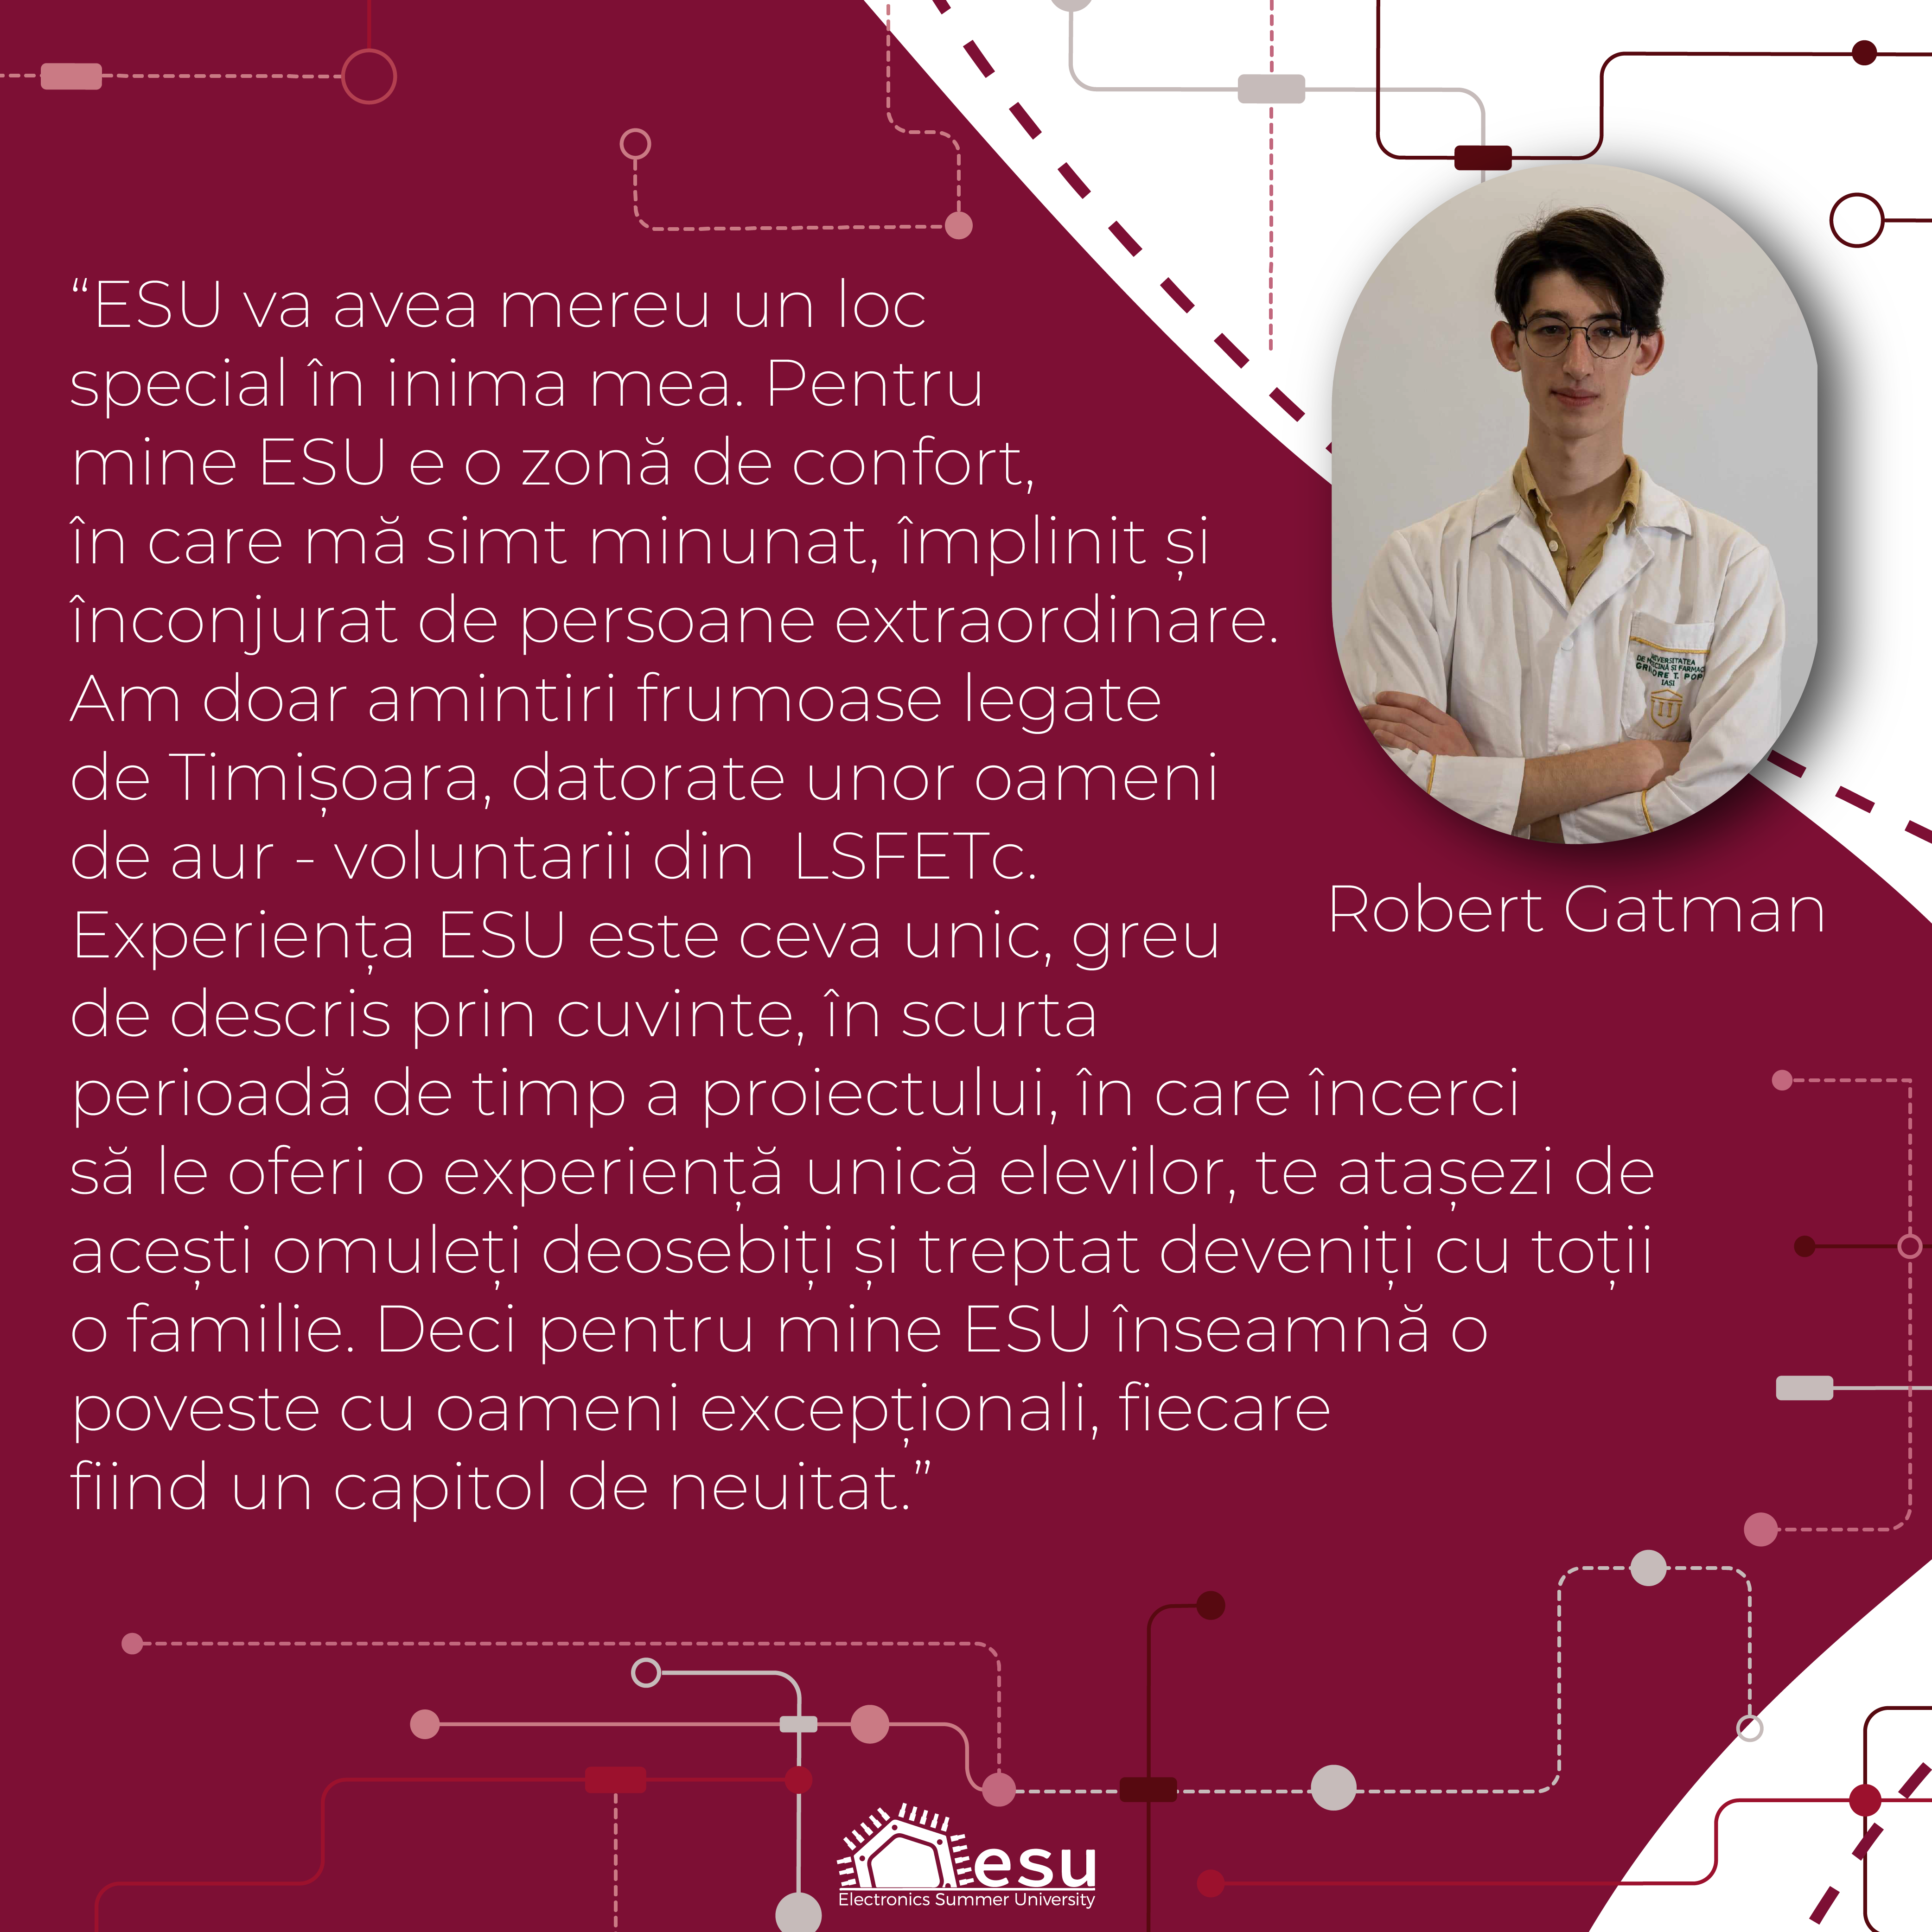 “ESU va avea mereu un loc
special în inima mea. Pentru
mine ESU e o zonă de confort,
în care mă simt minunat, împlinit și
înconjurat de persoane extraordinare.
Am doar amintiri frumoase legate
de Timișoara, datorate unor oameni
de aur - voluntarii din LSFETc.
Experiența ESU este ceva unic, greu
de descris prin cuvinte, în scurta
perioadă de timp a proiectului, în care încerci
să le oferi o experiență unică elevilor, te atașezi de
acești omuleți deosebiți și treptat deveniți cu toții
o familie. Deci pentru mine ESU înseamnă o
poveste cu oameni excepționali, fiecare
fiind un capitol de neuitat.”
DE
T. POP
IASI
Robert Gatman
esu
Electronics Summer University